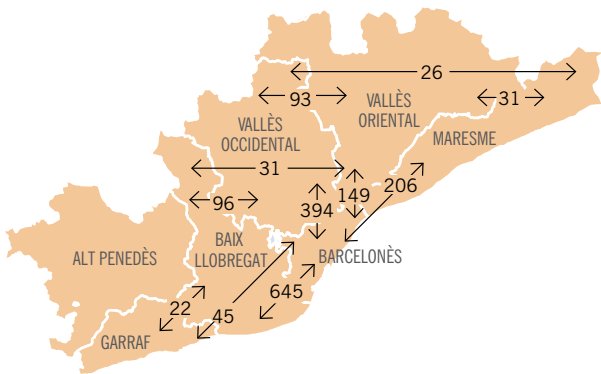 26
93
31
VALLÈS
ORIENTAL
VALLÈS
OCCIDENTAL
MARESME
31
96
394
149
206
BAIX
LLOBREGAT
ALT PENEDÈS
BARCELONÈS
645
22
45
GARRAF